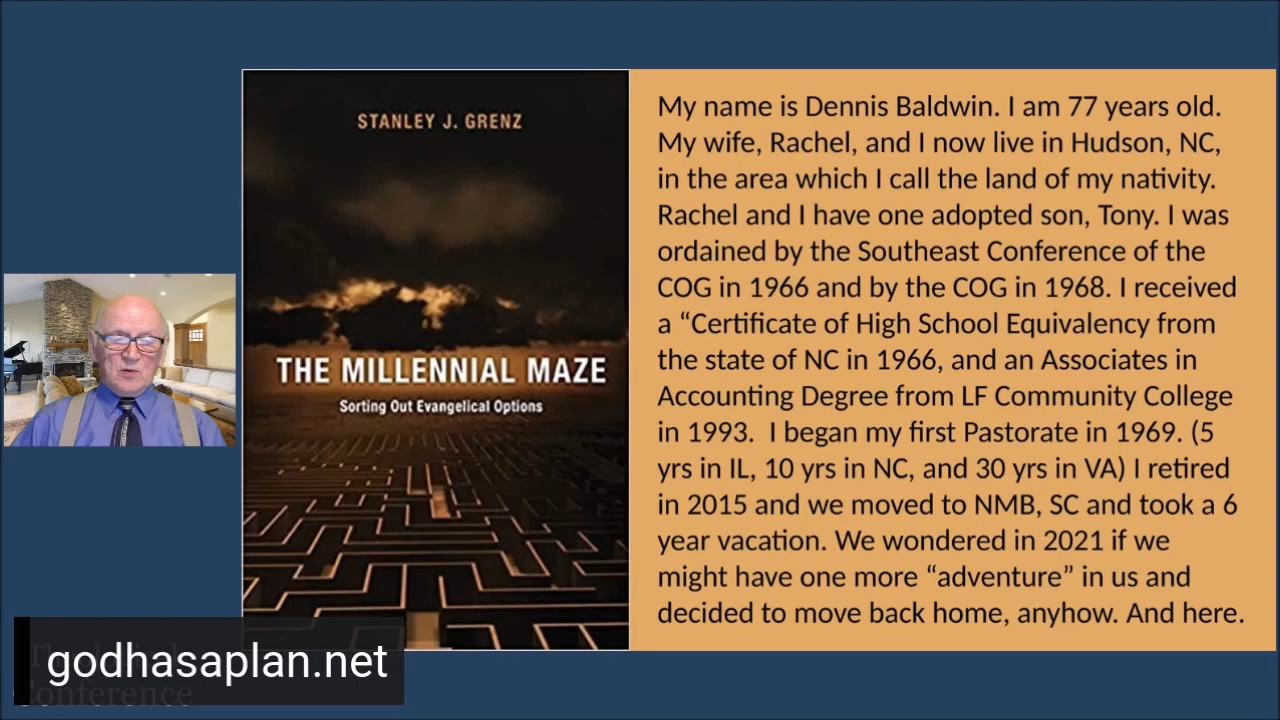 STANLEY J. GRENZ
THE MILLENNIAL MAZE
Sorting Out Evangelical Options
My name is Dennis Baldwin. I am 77 years old.
My wife, Rachel, and I now live in Hudson, NC,
in the area which I call the land of my nativity.
Rachel and I have one adopted son, Tony. I was
ordained by the Southeast Conference of the
COG in 1966 and by the COG in 1968. I received
a “Certificate of High School Equivalency from
the state of NC in 1966, and an Associates in
Accounting Degree from LF Community College
in 1993.  I began my first Pastorate in 1969. (5
yrs in IL, 10 yrs in NC, and 30 yrs in VA) I retired
in 2015 and we moved to NMB, SC and took a 6
year vacation. We wondered in 2021 if we
might have one more “adventure” in us and
decided to move back home, anyhow. And here.
godhasaplan.net
Conference